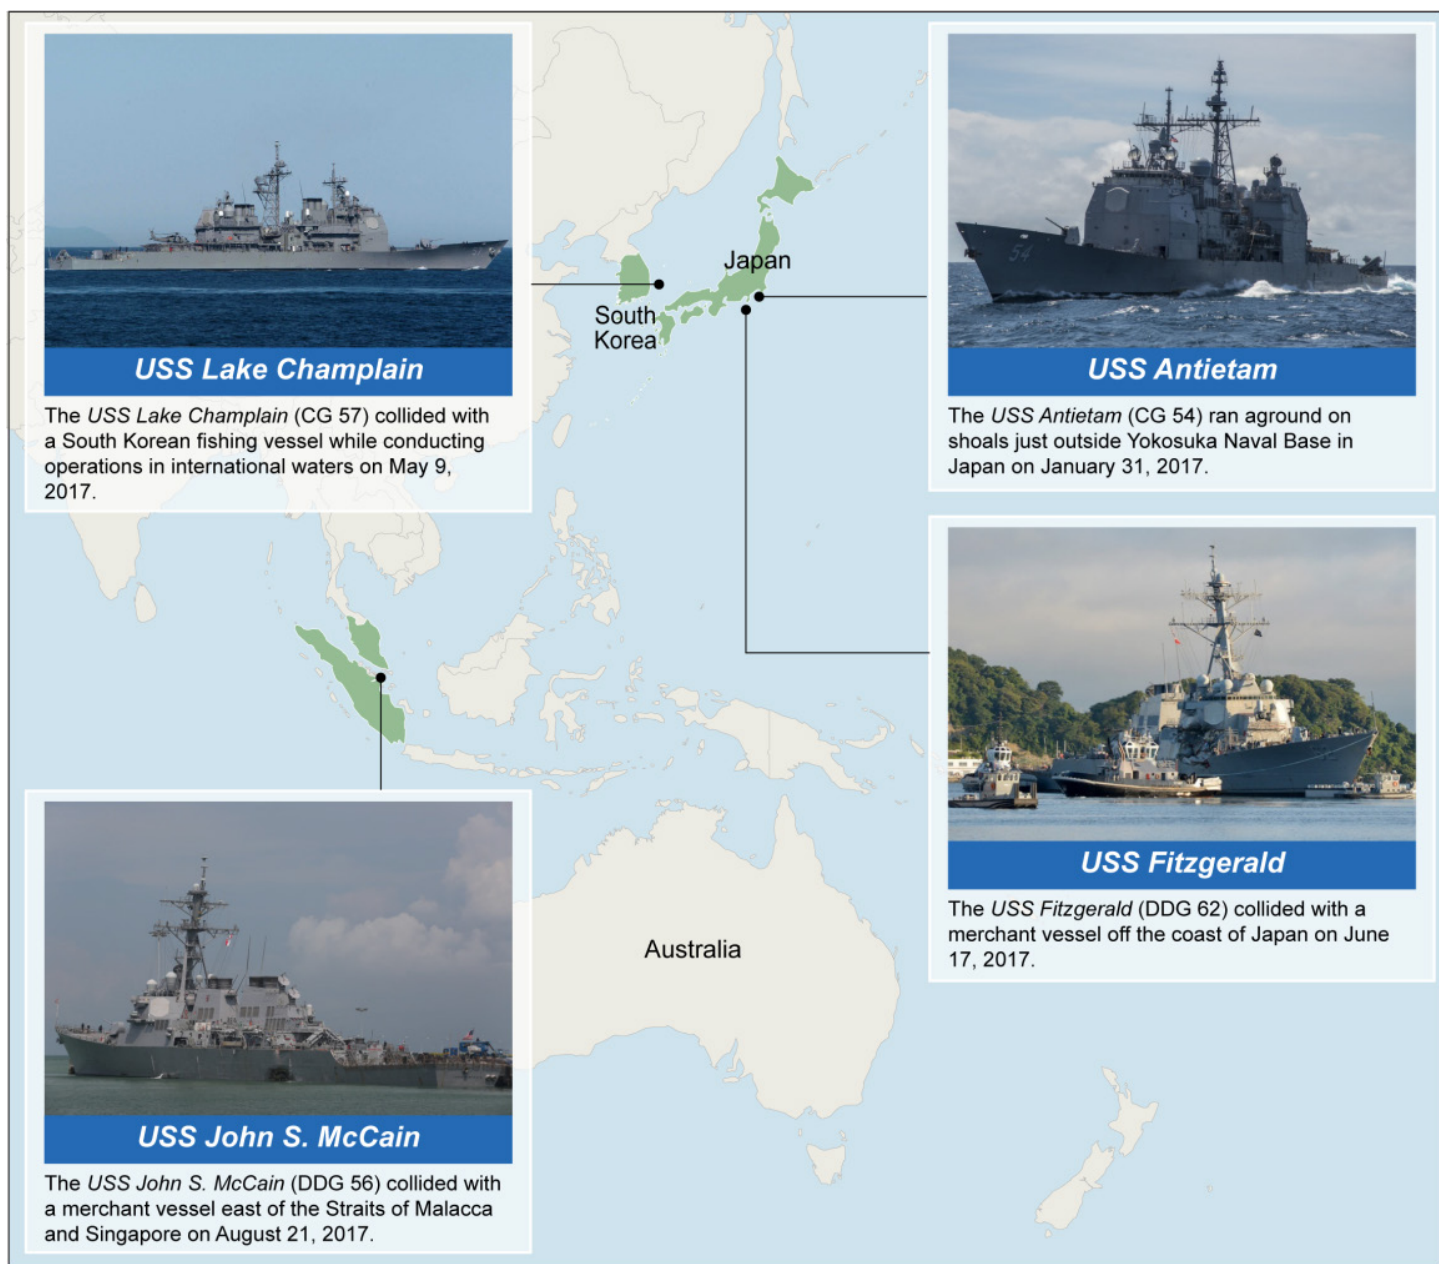 USS Lake Champlain
The USS Lake Champlain (CG 57) collided with
a South Korean fishing vessel while conducting
operations in international waters on May 9,
2017.
54
USS Antietam
The USS Antietam (CG 54) ran aground on
shoals just outside Yokosuka Naval Base in
Japan on January 31, 2017.
Japan
South
Korea
USS Fitzgerald
The USS Fitzgerald (DDG 62) collided with a
merchant vessel off the coast of Japan on June
17, 2017.
Australia
USS John S. McCain
The USS John S. McCain (DDG 56) collided with
a merchant vessel east of the Straits of Malacca
and Singapore on August 21, 2017.